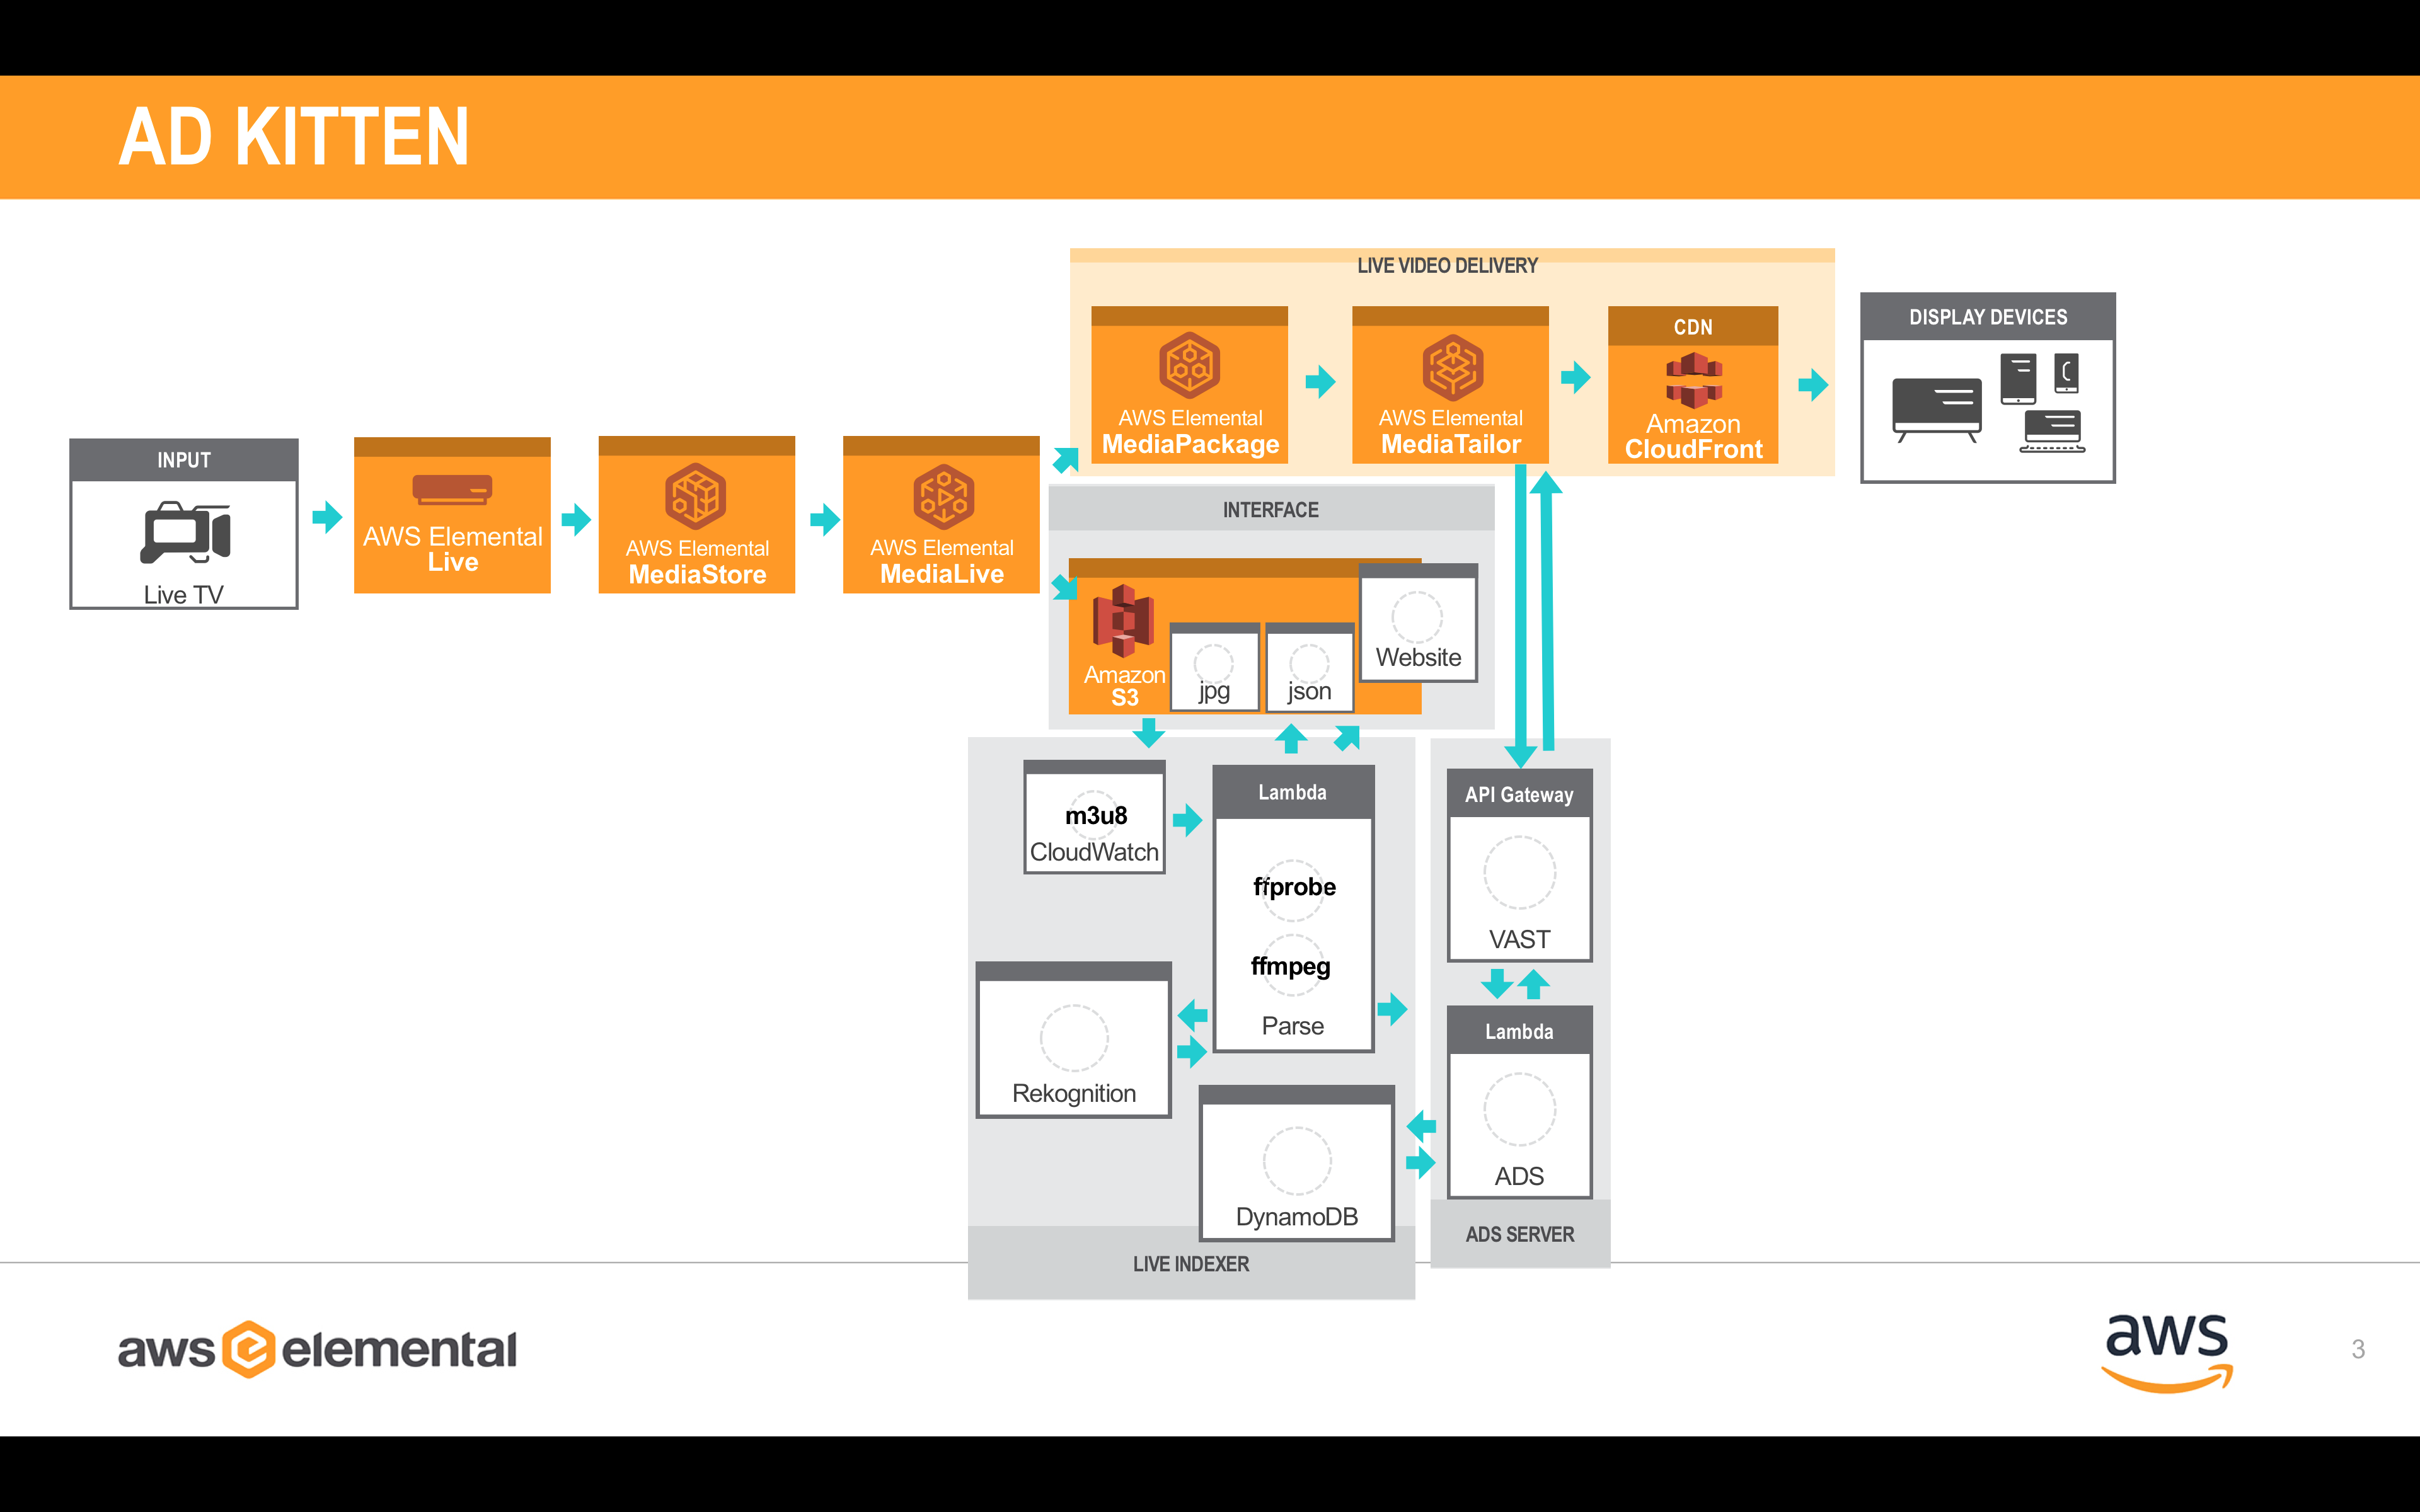 AD KITTEN
LIVE VIDEO DELIVERY
AWS Elemental
MediaPackage
AWS Elemental
MediaTailor
CDN
Amazon
CloudFront
DISPLAY DEVICES
INPUT
Live TV
AWS Elemental
Live
AWS Elemental
MediaStore
AWS Elemental
MediaLive
INTERFACE
Amazon
S3
jpg
json
Website
m3u8
CloudWatch
Lambda
ffprobe
ffmpeg
Parse
Rekognition
DynamoDB
LIVE INDEXER
API Gateway
VAST
Lambda
ADS
ADS SERVER
aws e elemental
aws
3